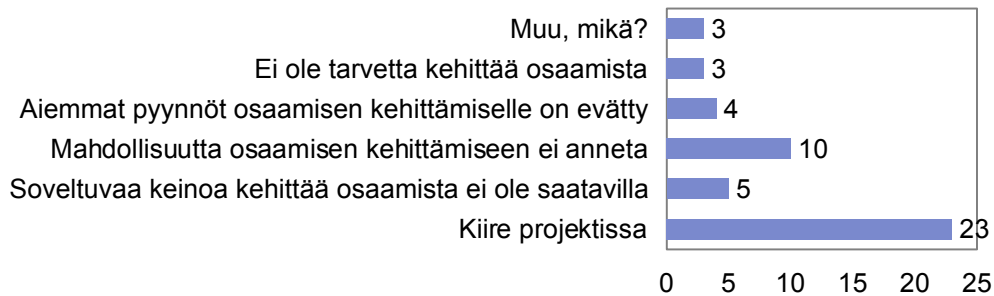 Muu, mikä? 3
Ei ole tarvetta kehittää osaamista 3
Aiemmat pyynnöt osaamisen kehittämiselle on evätty 4
Mahdollisuutta osaamisen kehittämiseen ei anneta 10
Soveltuvaa keinoa kehittää osaamista ei ole saatavilla 5
Kiire projektissa 23
0 5 10 15 20 25